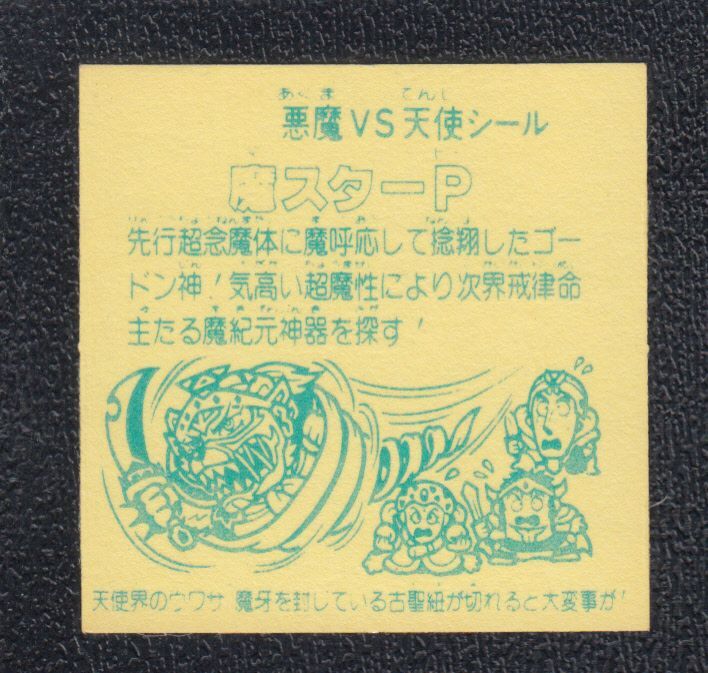 あくま てんし
悪魔VS天使シール
魔スターP
先行超念魔体に魔呼応して捻翔したゴー
ドン神!気高い超魔性により次界戒律命
主たる魔紀元神器を探す!
天使界のウワサ 魔牙を封じている古聖紐が切れると大変事が!